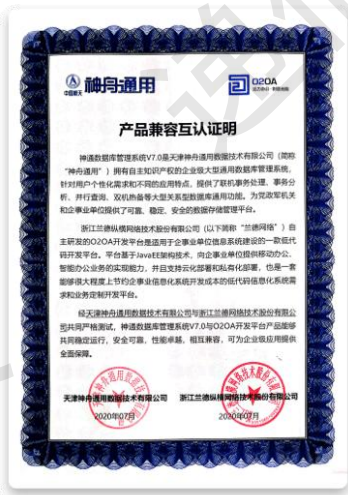 中国航天 神舟通用
O2OA
产品兼容互认证明
神通数据库管理系统V7.0是天津神舟通用数据技术有限公司（简称
“神舟通用”）拥有自主知识产权的企业级大型通用数据库管理系统，
针对用户个性化需求和不同的应用特点，提供了联机事务处理、事务分
析、并行查询、双机热备等大型关系型数据库通用功能。为党政军机关
和企事业单位提供了可靠、稳定、安全的数据存储管理平台。
浙江兰德纵横网络技术股份有限公司（以下简称“兰德网络”）自
主研发的O2OA开发平台是适用于企事业单位信息系统建设的一款低代
码开发平台。平台基于JavaEE架构技术，向企事业单位提供移动办公、
智能办公业务的实现能力，并且支持云化部署和私有化部署，也是一套
能够很大程度上节约企事业信息化系统开发成本的低代码信息化系统需
求和业务定制开发平台。
经天津神舟通用数据技术有限公司与浙江兰德纵横网络技术股份有限公
司共同严格测试，神通数据库管理系统V7.0与O2OA开发平台产品能够
共同稳定运行，安全可靠，性能卓越，相互兼容，可为企业级应用提供
全面保障。
天津神舟通用数据技术有限公司 浙江兰德纵横网络技术股份有限公司
2020年07月 2020年07月